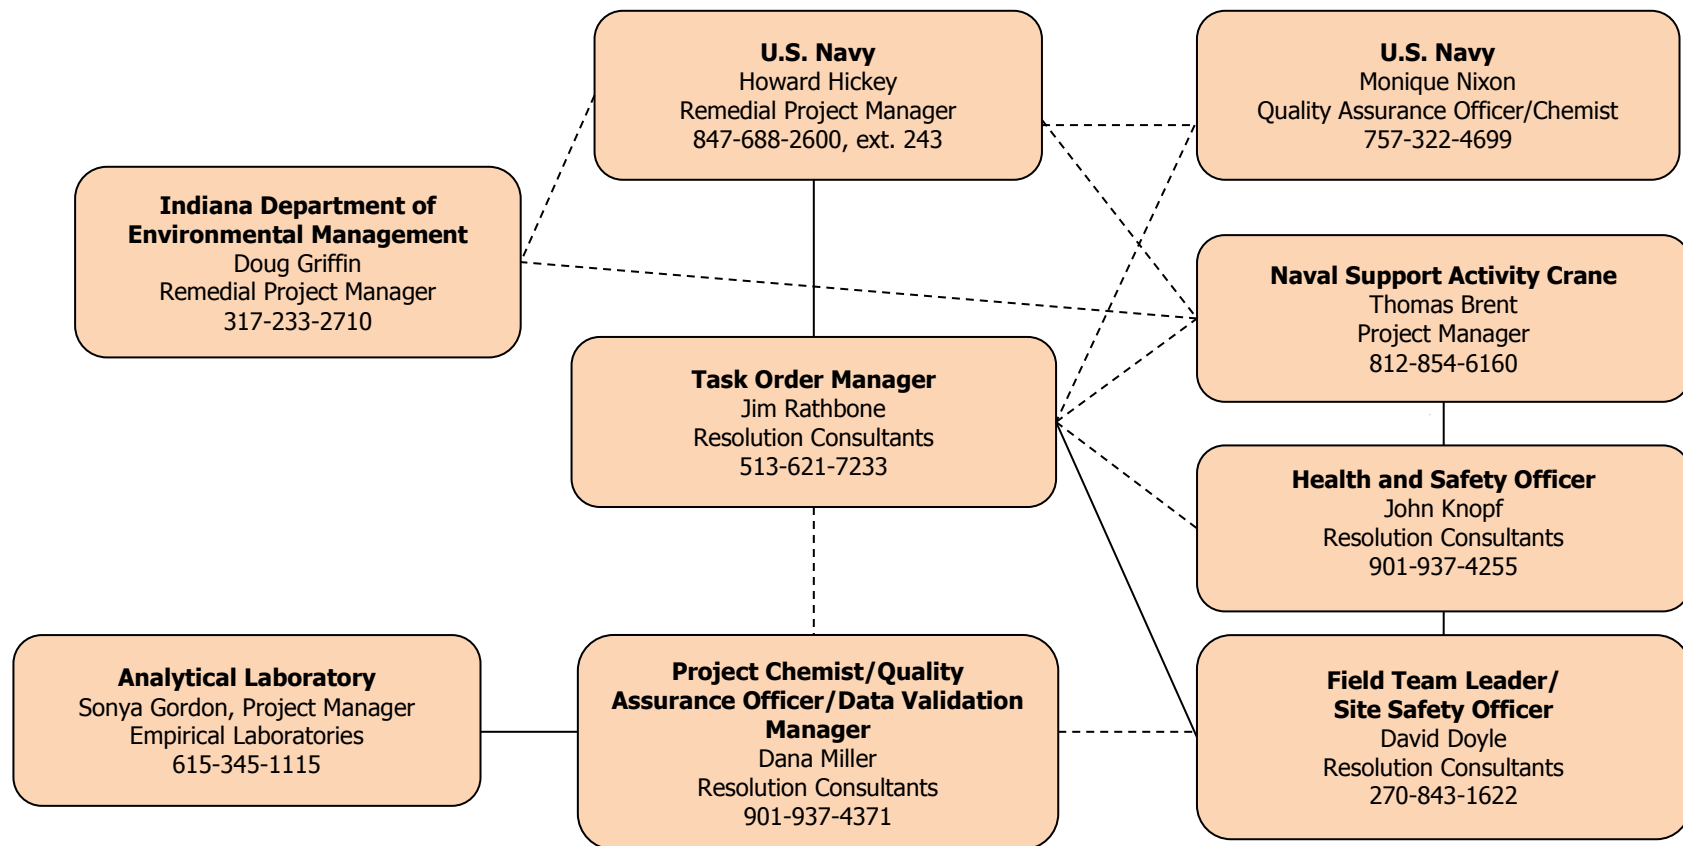 U.S. Navy
Howard Hickey
Remedial Project Manager
847-688-2600, ext. 243
U.S. Navy
Monique Nixon
Quality Assurance Officer/Chemist
757-322-4699
Indiana Department of
Environmental Management
Doug Griffin
Remedial Project Manager
317-233-2710
Naval Support Activity Crane
Thomas Brent
Project Manager
812-854-6160
Task Order Manager
Jim Rathbone
Resolution Consultants
513-621-7233
Health and Safety Officer
John Knopf
Resolution Consultants
901-937-4255
Analytical Laboratory
Sonya Gordon, Project Manager
Empirical Laboratories
615-345-1115
Project Chemist/Quality
Assurance Officer/Data Validation
Manager
Dana Miller
Resolution Consultants
901-937-4371
Field Team Leader/
Site Safety Officer
David Doyle
Resolution Consultants
270-843-1622